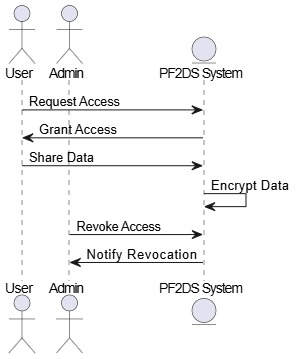 User Admin PF2DS System
Request Access
Grant Access
Share Data
Encrypt Data
Revoke Access
Notify Revocation
User Admin PF2DS System